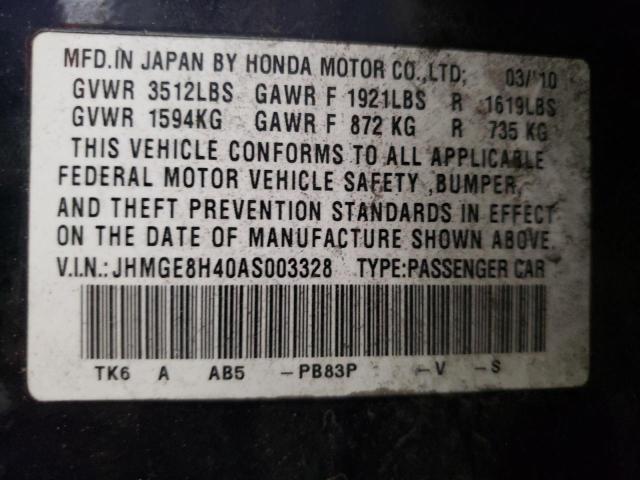 MFD.IN JAPAN BY HONDA MOTOR CO.,LTD; 03/'10
GVWR 3512LBS GAWR F 1921LBS R 1619LBS
GVWR 1594KG GAWR F 872 KG R 735 KG
THIS VEHICLE CONFORMS TO ALL APPLICABLE
FEDERAL MOTOR VEHICLE SAFETY ,BUMPER,
AND THEFT PREVENTION STANDARDS IN EFFECT
ON THE DATE OF MANUFACTURE SHOWN ABOVE.
V.I.N.: JHMGE8H40AS003328 TYPE:PASSENGER CAR
TK6 A AB5 -PB83P -V -S